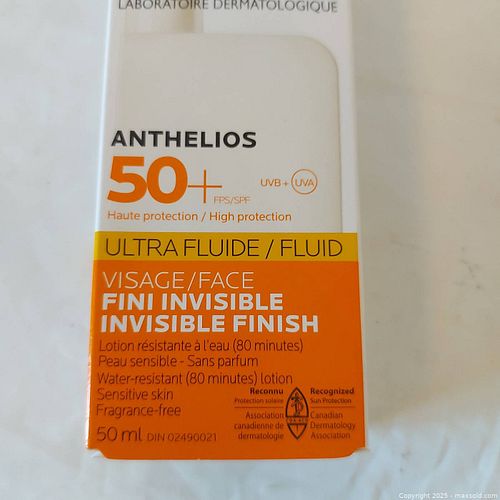 LABORATOIRE DERMATOLOGIQUE
ANTHELIOS
50+
FPS/SPF
UVB + UVA
Haute protection / High protection
ULTRA FLUIDE / FLUID
VISAGE/FACE
FINI INVISIBLE
INVISIBLE FINISH
Lotion résistante à l'eau (80 minutes)
Peau sensible - Sans parfum
Water-resistant (80 minutes) lotion
Sensitive skin
Fragrance-free
Reconnu
Protection solaire
Association
canadienne de
dermatologie
Recognized
Sun Protection
Canadian
Dermatology
Association
50 ml DIN 02490021
Copyright 2025 - maxsold.com